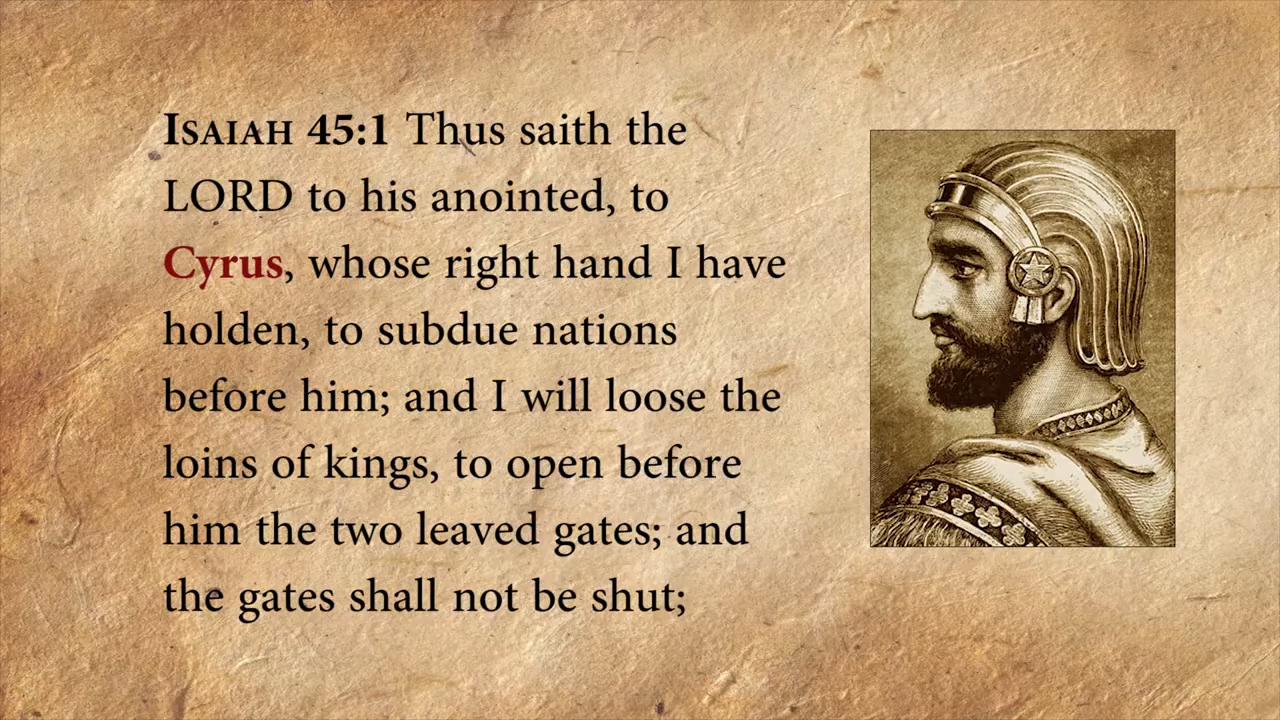 Isaiah 45:1 Thus saith the
LORD to his anointed, to
Cyrus, whose right hand I have
holden, to subdue nations
before him; and I will loose the
loins of kings, to open before
him the two leaved gates; and
the gates shall not be shut;